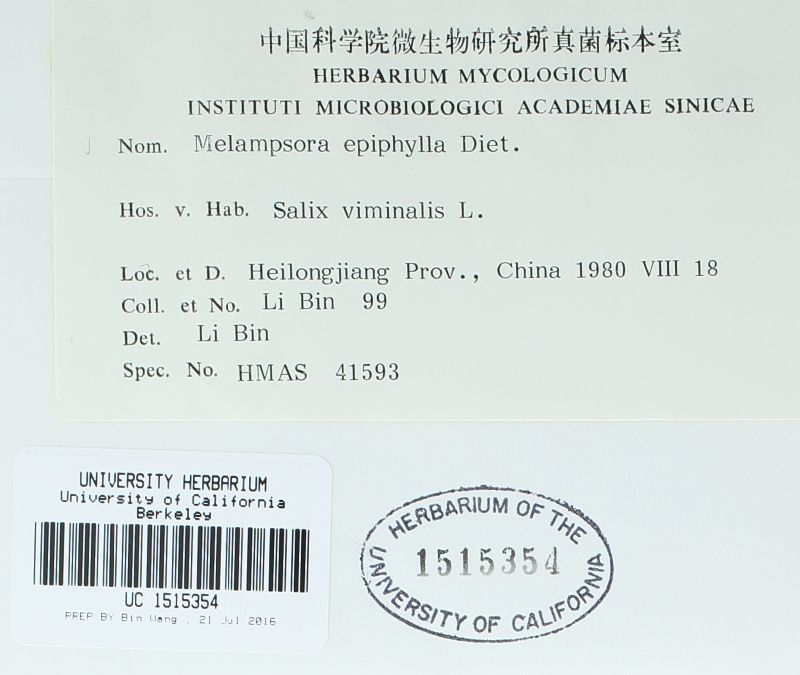 中国科学院微生物研究所真菌标本室
HERBARIUM MYCOLOGICUM
INSTITUTI MICROBIOLOGICI ACADEMIAE SINICAE
Nom. Melampsora epiphylla Diet.
Hos. v. Hab. Salix viminalis L.
Loc. et D. Heilongjiang Prov., China 1980 VIII 18
Coll. et No. Li Bin 99
Det. Li Bin
Spec. No. HMAS 41593
UNIVERSITY HERBARIUM
University of California
Berkeley
UC 1515354
PREP BY Bin Wang , 21 Jul 2016
HERBARIUM OF THE
1515354
UNIVERSITY OF CALIFORNIA